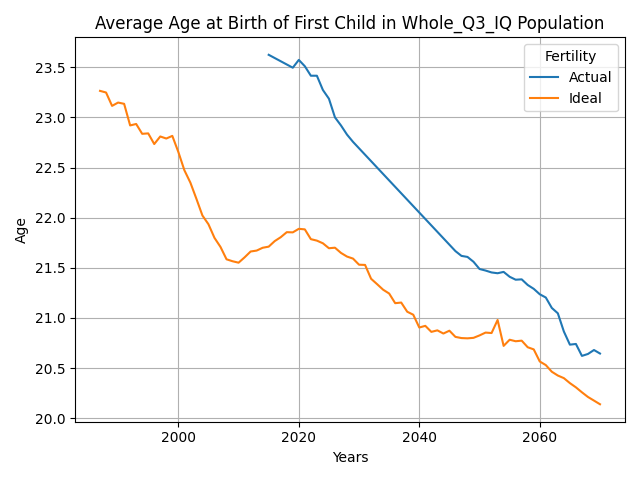 Average Age at Birth of First Child in Whole_Q3_IQ Population
Fertility
Actual
Ideal
23.5
23.0
22.5
22.0
21.5
21.0
20.5
20.0
Age
2000
2020
2040
2060
Years